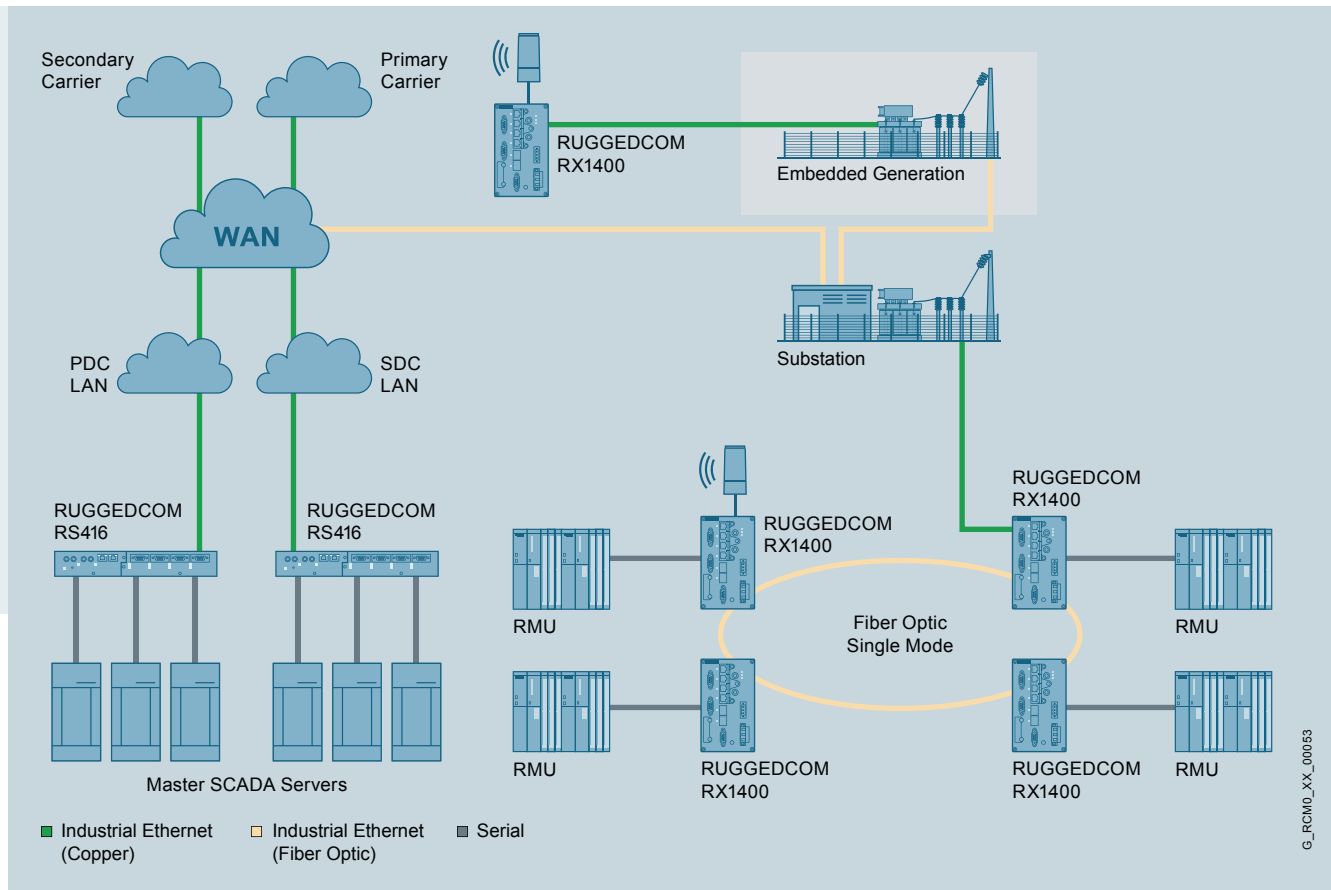 Secondary
Carrier
Primary
Carrier
RUGGEDCOM
RX1400
Embedded Generation
WAN
PDC
LAN
SDC
LAN
Substation
RUGGEDCOM
RS416
RUGGEDCOM
RS416
RUGGEDCOM
RX1400
RUGGEDCOM
RX1400
RMU
Fiber Optic
Single Mode
RMU
RMU
RUGGEDCOM
RX1400
RUGGEDCOM
RX1400
RMU
Master SCADA Servers
Industrial Ethernet
(Copper)
Industrial Ethernet
(Fiber Optic)
Serial
G_RCM0_XX_00053